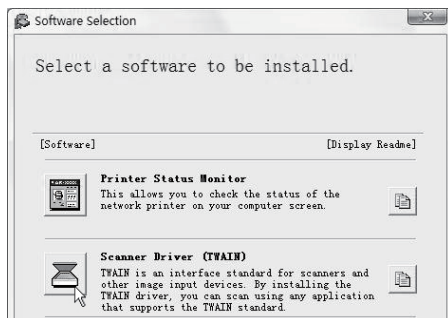 Software Selection
Select a software to be installed.
[Software] [Display Readme]
Printer Status Monitor
This allows you to check the status of the
network printer on your computer screen.
Scanner Driver (TWAIN)
TWAIN is an interface standard for scanners and
other image input devices. By installing the
TWAIN driver, you can scan using any application
that supports the TWAIN standard.